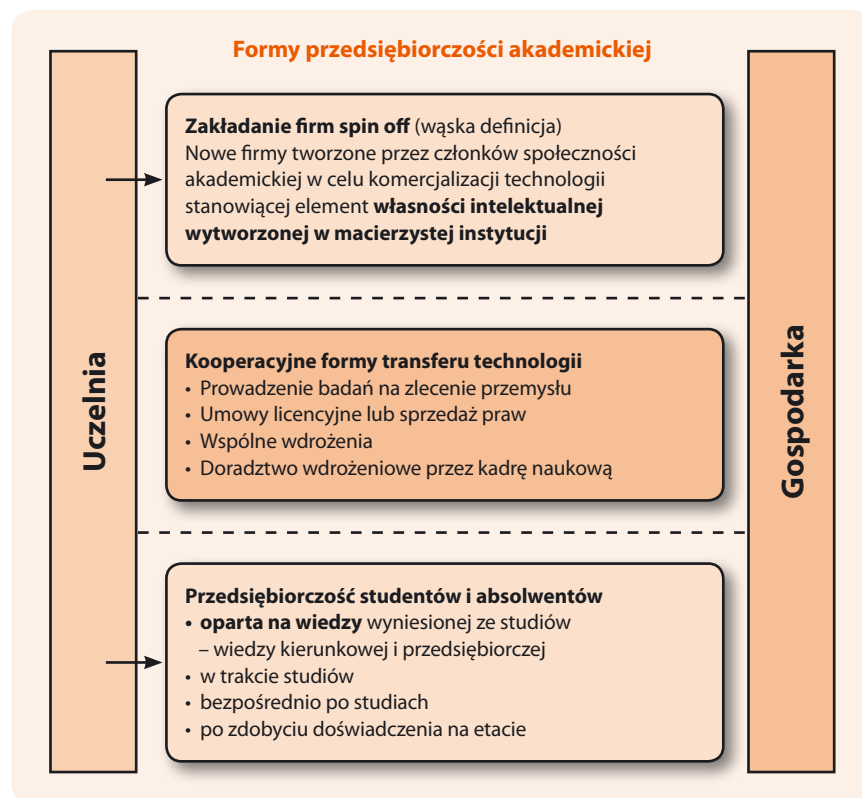 Formy przedsiębiorczości akademickiej
Uczelnia
Zakładanie firm spin off (wąska definicja)
Nowe firmy tworzone przez członków społeczności
akademickiej w celu komercjalizacji technologii
stanowiącej element własności intelektualnej
wytworzonej w macierzystej instytucji
Kooperacyjne formy transferu technologii
• Prowadzenie badań na zlecenie przemysłu
• Umowy licencyjne lub sprzedaż praw
• Wspólne wdrożenia
• Doradztwo wdrożeniowe przez kadrę naukową
Przedsiębiorczość studentów i absolwentów
• oparta na wiedzy wyniesionej ze studiów
– wiedzy kierunkowej i przedsiębiorczej
• w trakcie studiów
• bezpośrednio po studiach
• po zdobyciu doświadczenia na etacie
Gospodarka